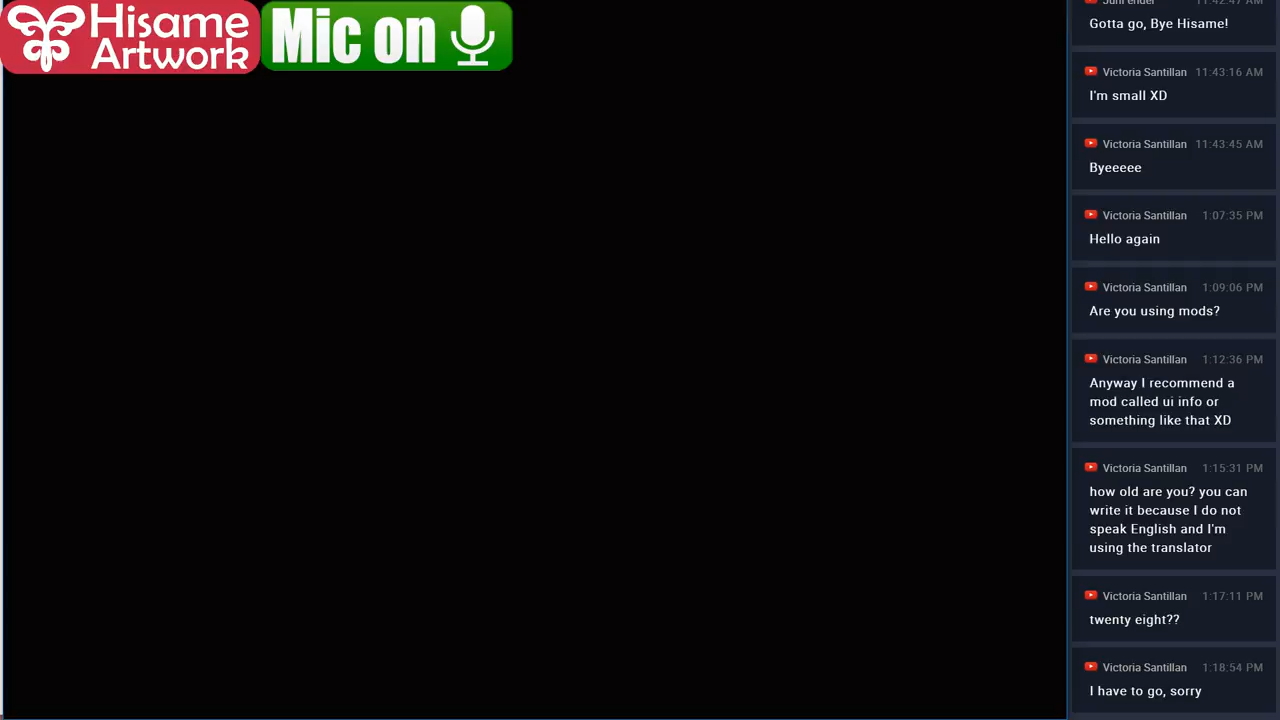 Hisame
Artwork
Mic on
11:42:47 AM
Gotta go, Bye Hisame!
Victoria Santillan 11:43:16 AM
I'm small XD
Victoria Santillan 11:43:45 AM
Byeeeee
Victoria Santillan 1:07:35 PM
Hello again
Victoria Santillan 1:09:06 PM
Are you using mods?
Victoria Santillan 1:12:36 PM
Anyway I recommend a
mod called ui info or
something like that XD
Victoria Santillan 1:15:31 PM
how old are you? you can
write it because I do not
speak English and I'm
using the translator
Victoria Santillan 1:17:11 PM
twenty eight??
Victoria Santillan 1:18:54 PM
I have to go, sorry